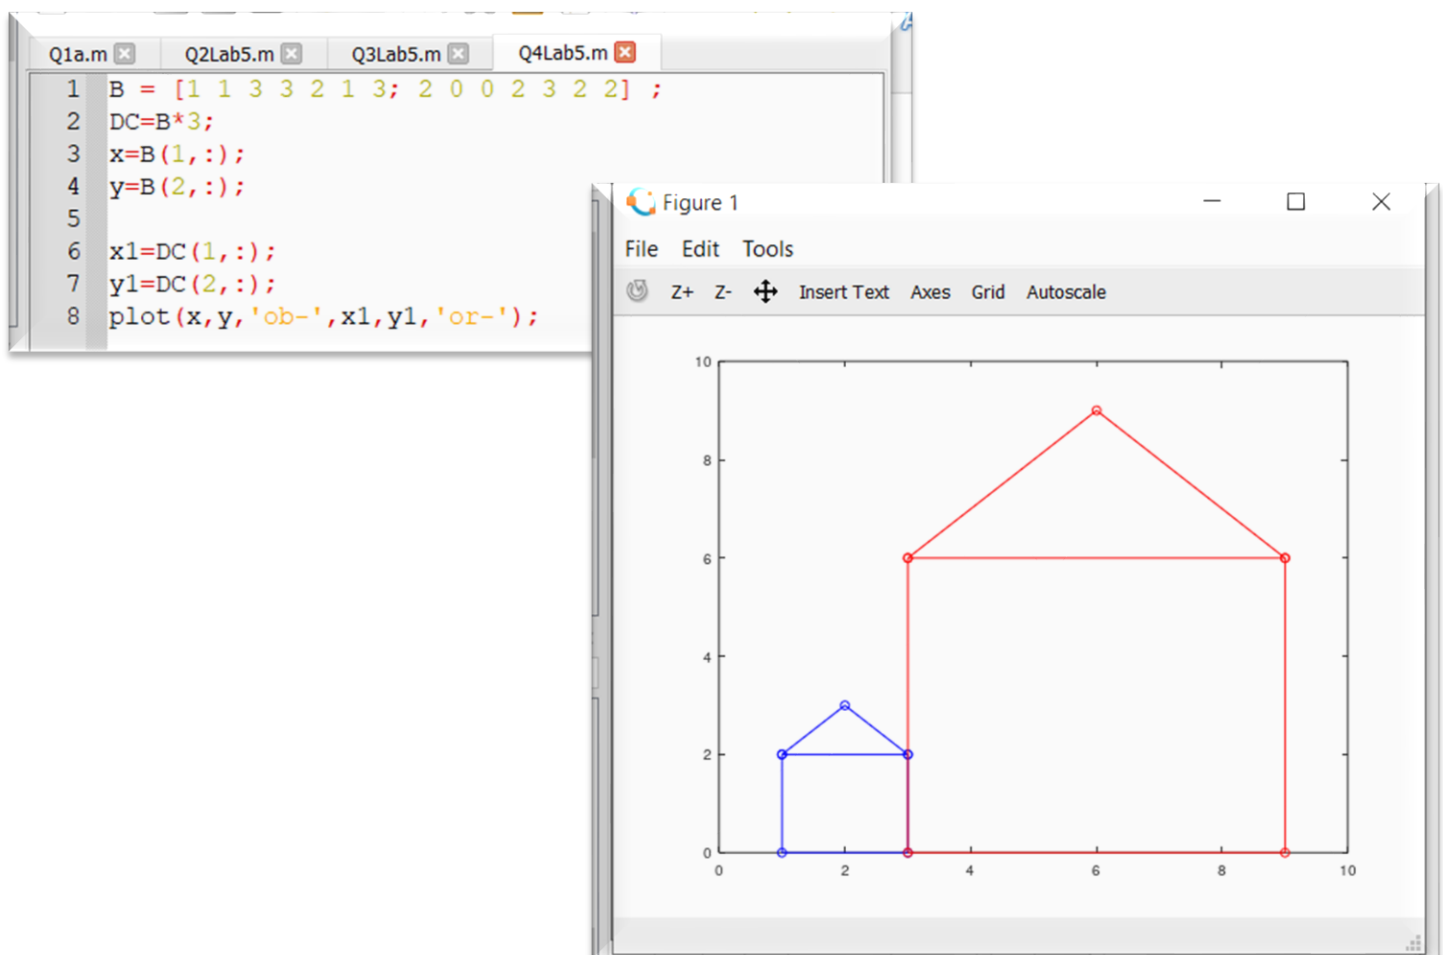 Q1a.m Q2Lab5.m Q3Lab5.m Q4Lab5.m
1 B = [1 1 3 3 2 1 3; 2 0 0 2 3 2 2] ;
2 DC=B*3;
3 x=B(1,:);
4 y=B(2,:);
5
6 x1=DC(1,:);
7 y1=DC(2,:);
8 plot(x,y,'ob-',x1,y1,'or-');
Figure 1
File Edit Tools
Z+ Z- Insert Text Axes Grid Autoscale
10
8
6
4
2
0
0 2 4 6 8 10